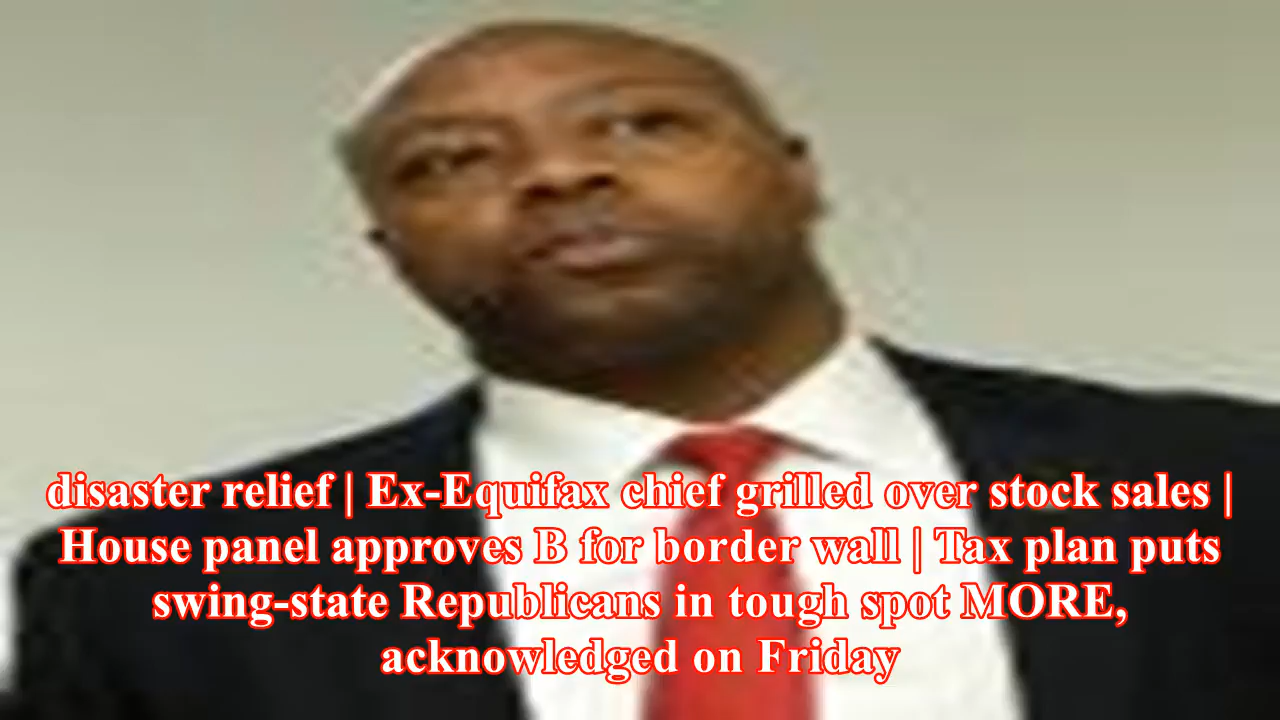 disaster relief | Ex-Equifax chief grilled over stock sales |
House panel approves B for border wall | Tax plan puts
swing-state Republicans in tough spot MORE,
acknowledged on Friday